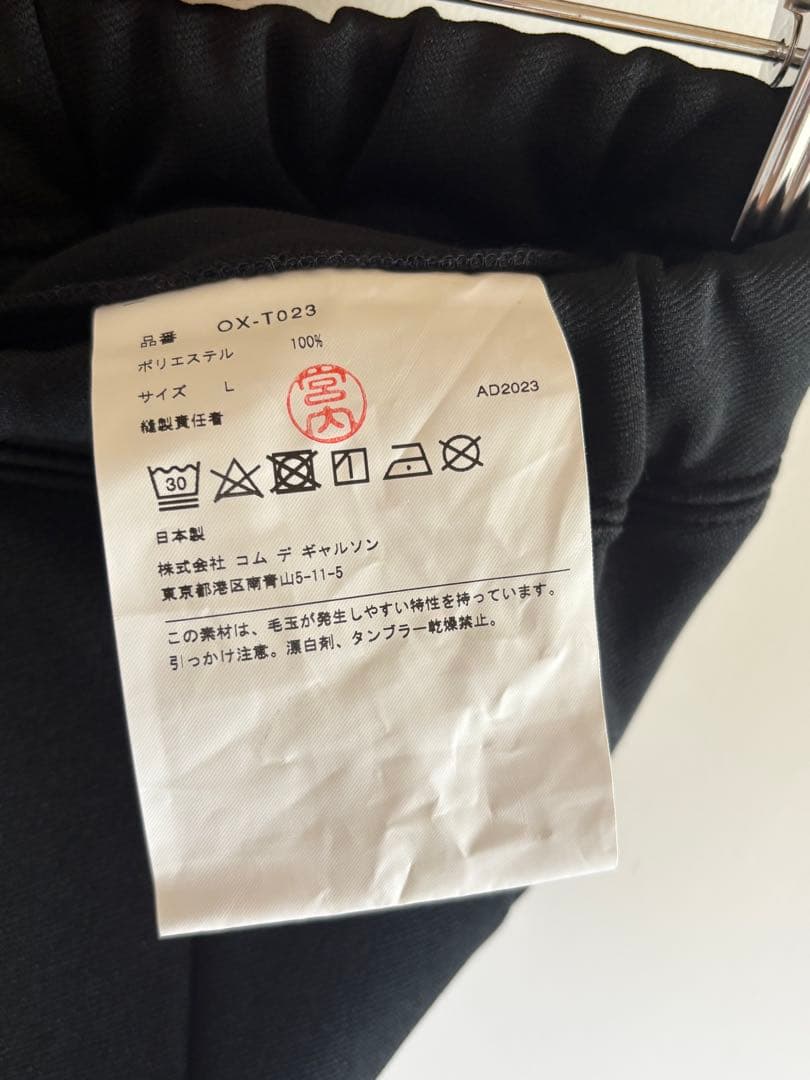 品番 OX-T023
ポリエステル 100%
サイズ L
縫製責任者 宮内
AD2023
30
日本製
株式会社 コム デ ギャルソン
東京都港区南青山5-11-5
この素材は、毛玉が発生しやすい特性を持っています。
引っかけ注意。漂白剤、タンブラー乾燥禁止。